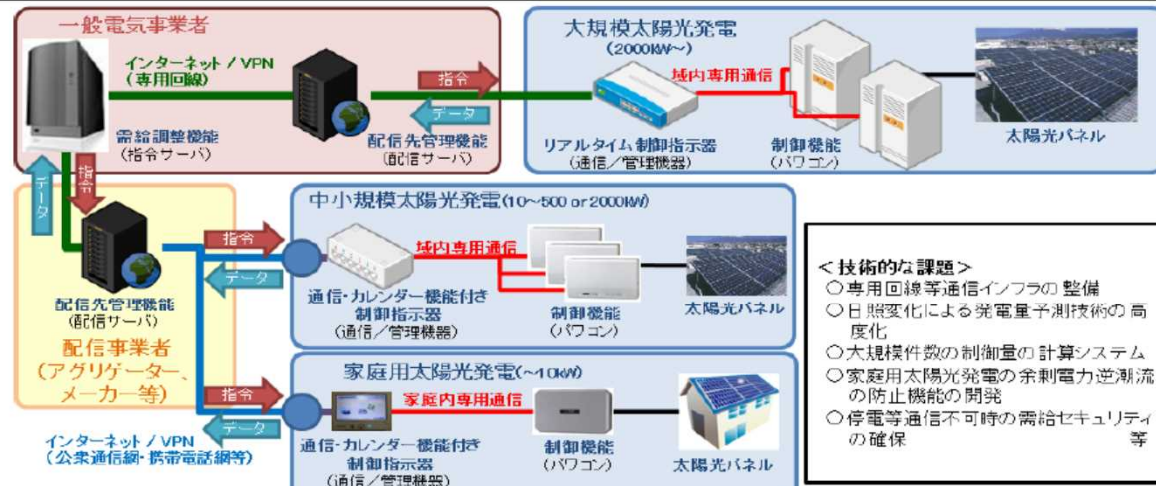 一般電気事業者
インターネット / VPN
(専用回線)
指令
データ
需給調整機能
(指令サーバ)
配信先管理機能
(配信サーバ)
大規模太陽光発電
(2000kW~)
域内専用通信
リアルタイム制御指示器
(通信/管理機器)
制御機能
(パワコン)
太陽光パネル
データ
指令
配信先管理機能
(配信サーバ)
配信事業者
(アグリゲーター、
メーカー等)
インターネット / VPN
(公衆通信網・携帯電話網等)
中小規模太陽光発電(10~500 or 2000kW)
指令
データ
域内専用通信
通信・カレンダー機能付き
制御指示器
(通信/管理機器)
制御機能
(パワコン)
太陽光パネル
家庭用太陽光発電(~10kW)
指令
データ
家庭内専用通信
通信・カレンダー機能付き
制御指示器
(通信/管理機器)
制御機能
(パワコン)
太陽光パネル
<技術的な課題>
○専用回線等通信インフラの整備
○日照変化による発電量予測技術の高
度化
○大規模件数の制御量の計算システム
○家庭用太陽光発電の余剰電力逆潮流
の防止機能の開発
○停電等通信不可時の需給セキュリティ
の確保 等